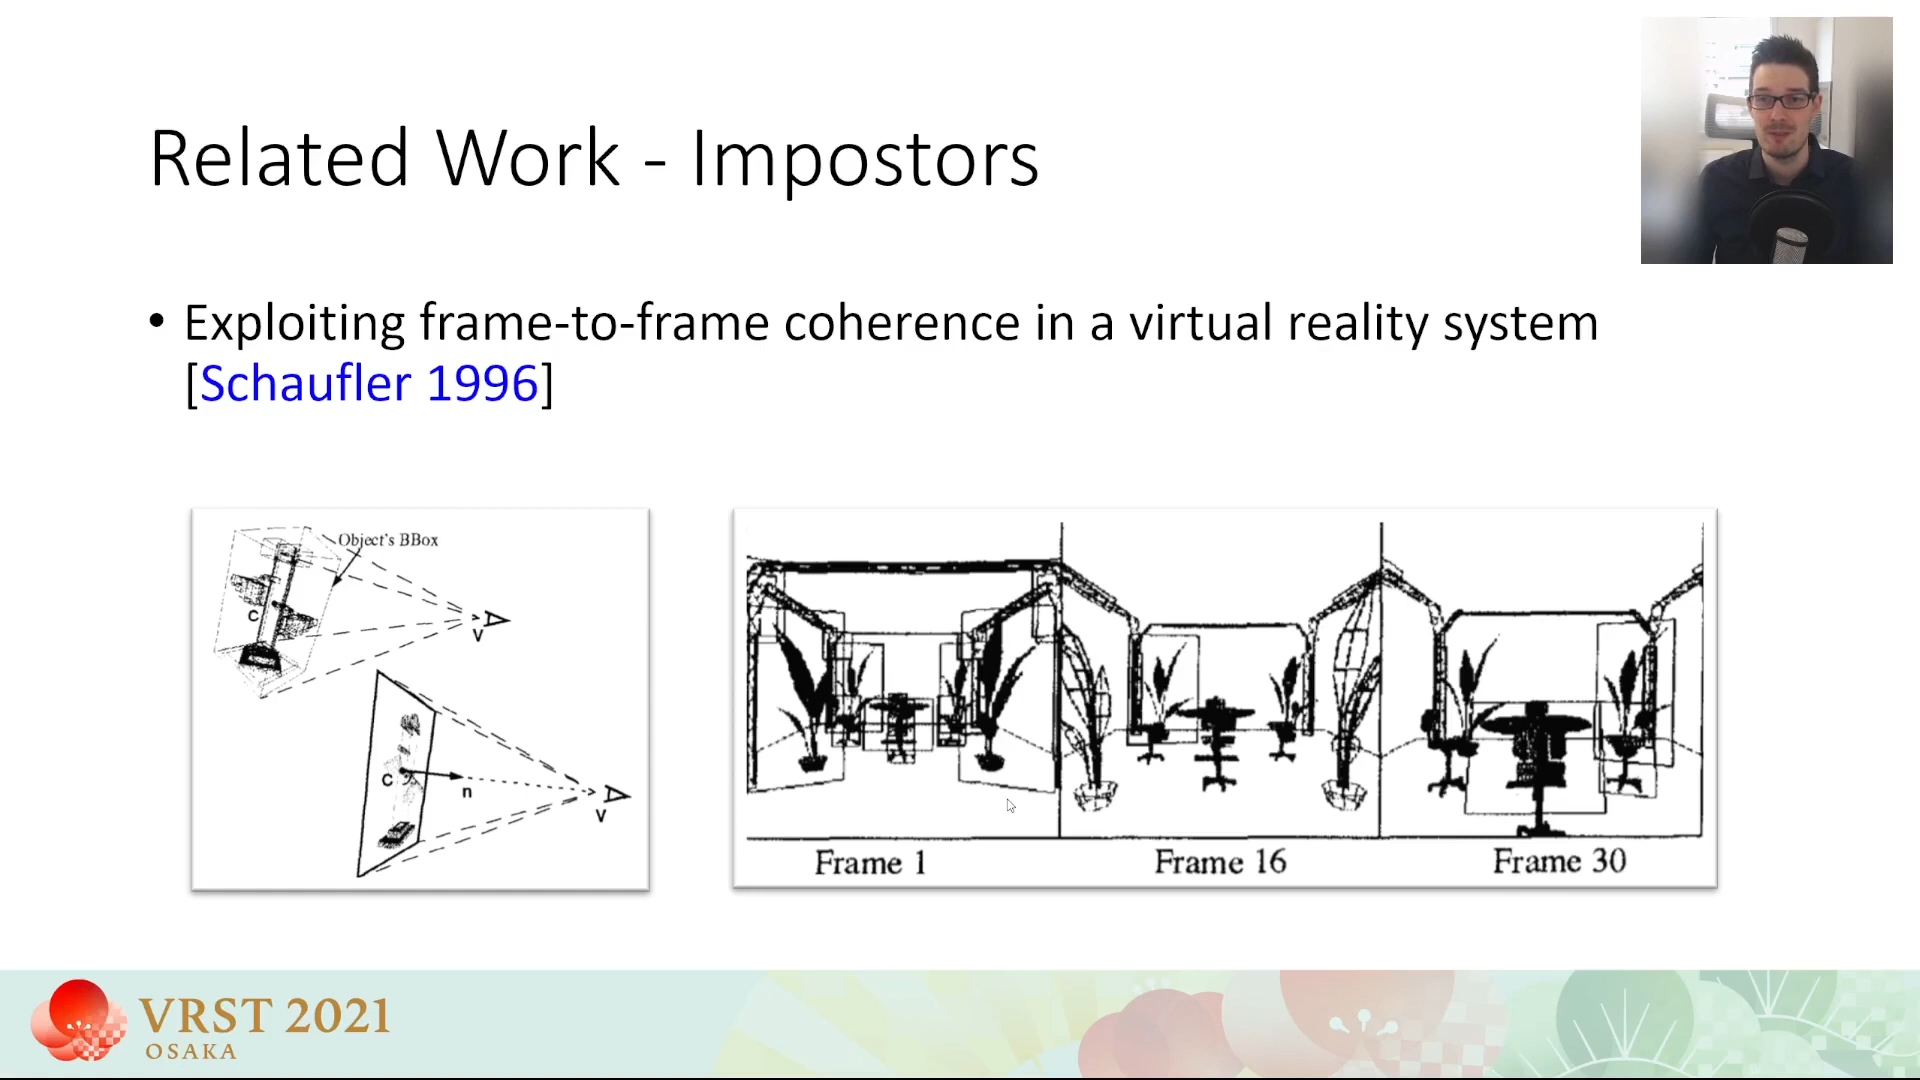 Related Work - Impostors
• Exploiting frame-to-frame coherence in a virtual reality system
[Schaufler 1996]
Object's BBox
C
V
C
n
V
Frame 1
Frame 16
Frame 30
VRST 2021
OSAKA